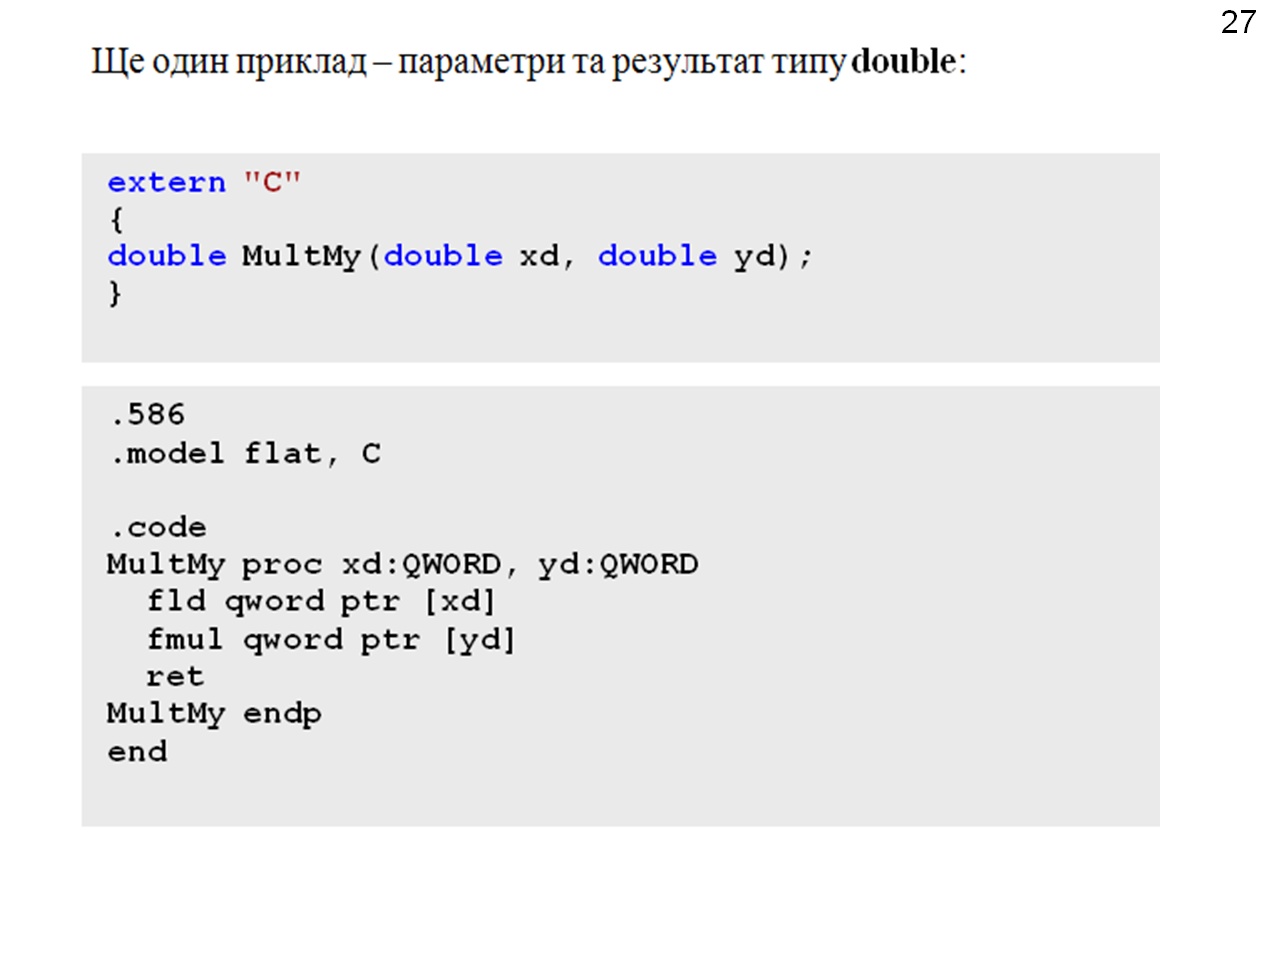 27
Ще один приклад – параметри та результат типу double:
extern "C"
{
double MultMy(double xd, double yd);
}
.586
.model flat, C
.code
MultMy proc xd:QWORD, yd:QWORD
fld qword ptr [xd]
fmul qword ptr [yd]
ret
MultMy endp
end